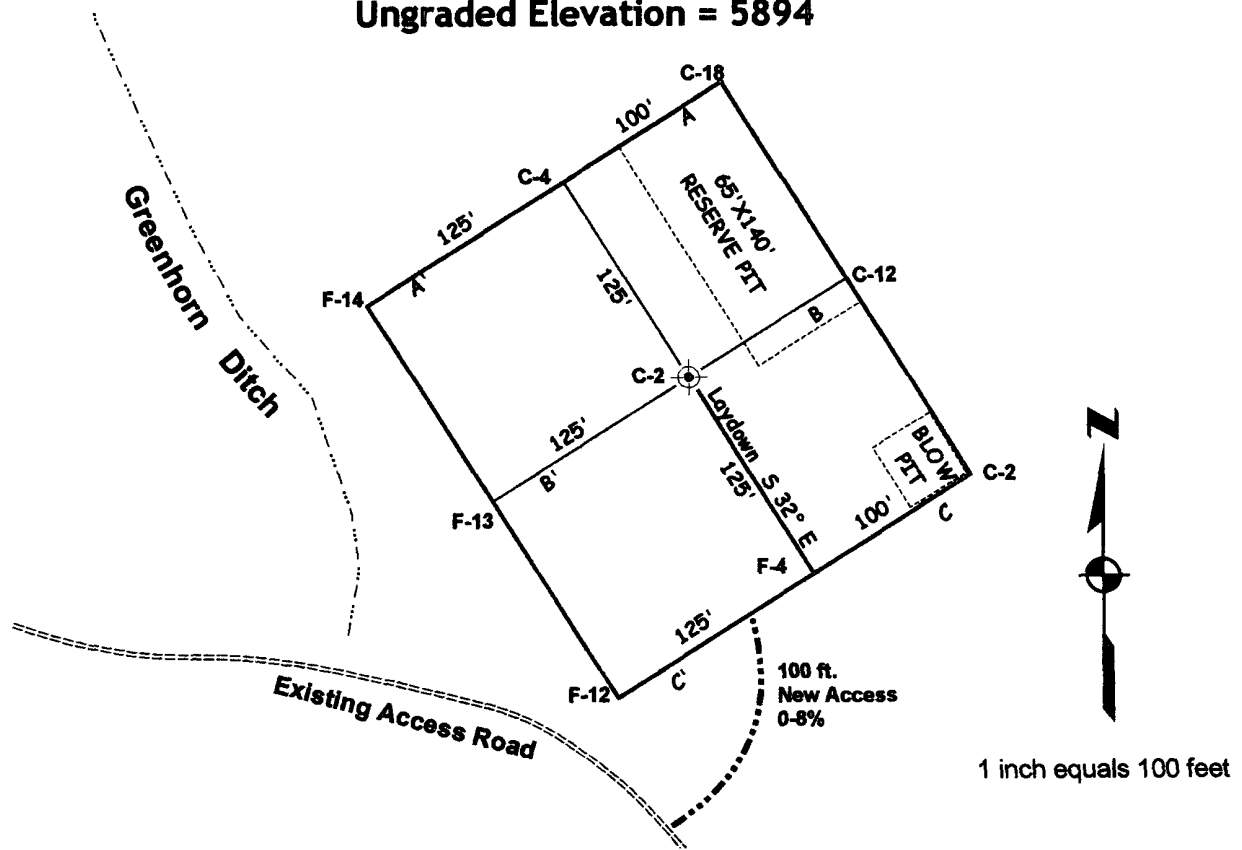 Ungraded Elevation = 5894
C-18
100'
A
C-4
65'X140'
RESERVE PIT
125'
A'
F-14
Greenhorn Ditch
125'
C-12
B
C-2
Laydown S 32° E
125'
125'
B'
F-13
BLOW
PIT
C-2
C
100'
F-4
N
125'
C'
F-12
100 ft.
New Access
0-8%
Existing Access Road
1 inch equals 100 feet